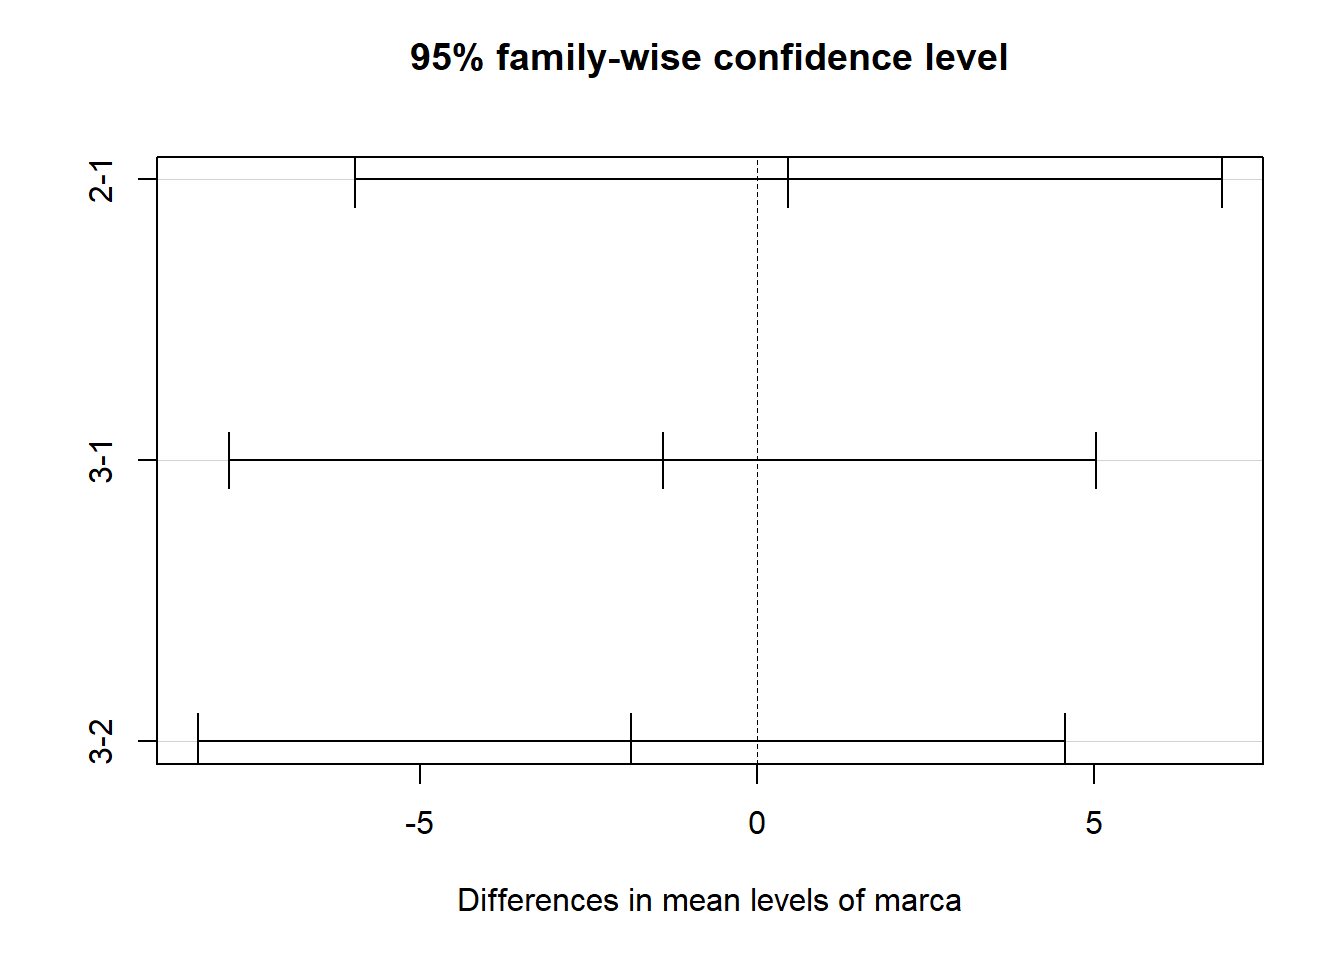 95% family-wise confidence level
2-1
3-1
3-2
-5 0 5
Differences in mean levels of marca